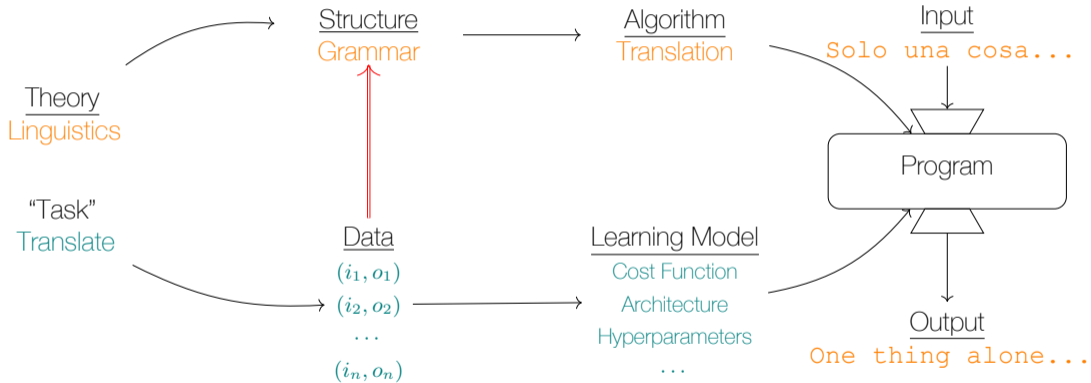 Theory
Linguistics
Structure
Grammar
Algorithm
Translation
Input
Solo una cosa...
Program
“Task”
Translate
Data
(i₁, o₁)
(i₂, o₂)
...
(iₙ, oₙ)
Learning Model
Cost Function
Architecture
Hyperparameters
...
Output
One thing alone...